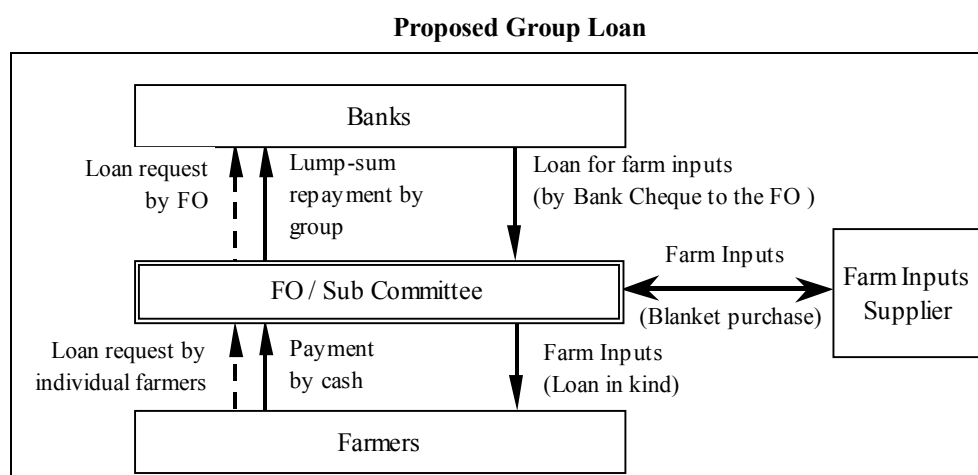 Proposed Group Loan
Banks
Loan request
by FO
Lump-sum
repayment by
group
Loan for farm inputs
(by Bank Cheque to the FO )
FO / Sub Committee
Farm Inputs
(Blanket purchase)
Farm Inputs
Supplier
Loan request by
individual farmers
Payment
by cash
Farm Inputs
(Loan in kind)
Farmers